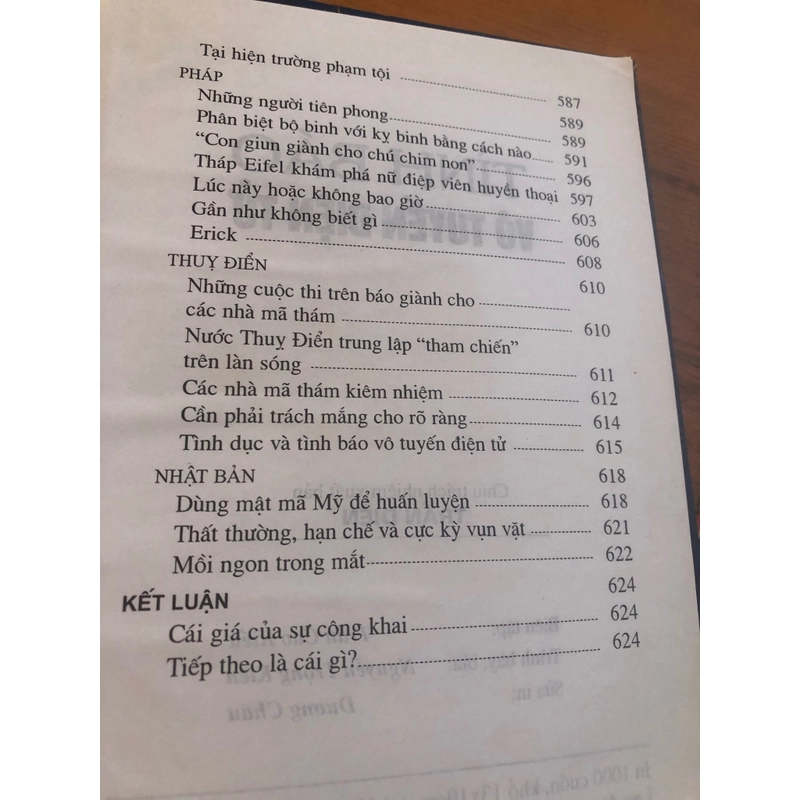 Tại hiện trường phạm tội 587
PHÁP 589
Những người tiên phong 589
Phân biệt bộ binh với kỵ binh bằng cách nào 591
“Con giun giành cho chú chim non” 596
Tháp Eifel khám phá nữ điệp viên huyền thoại 597
Lúc này hoặc không bao giờ 603
Gần như không biết gì 606
Erick 608
THUỴ ĐIỂN 610
Những cuộc thi trên báo giành cho
các nhà mã thám 610
Nước Thuỵ Điển trung lập “tham chiến”
trên làn sóng 611
Các nhà mã thám kiêm nhiệm 612
Cần phải trách mắng cho rõ ràng 614
Tình dục và tình báo vô tuyến điện tử 615
NHẬT BẢN 618
Dùng mật mã Mỹ để huấn luyện 618
Thất thường, hạn chế và cực kỳ vụn vặt 621
Mồi ngon trong mắt 622
KẾT LUẬN 624
Cái giá của sự công khai 624
Tiếp theo là cái gì? 624